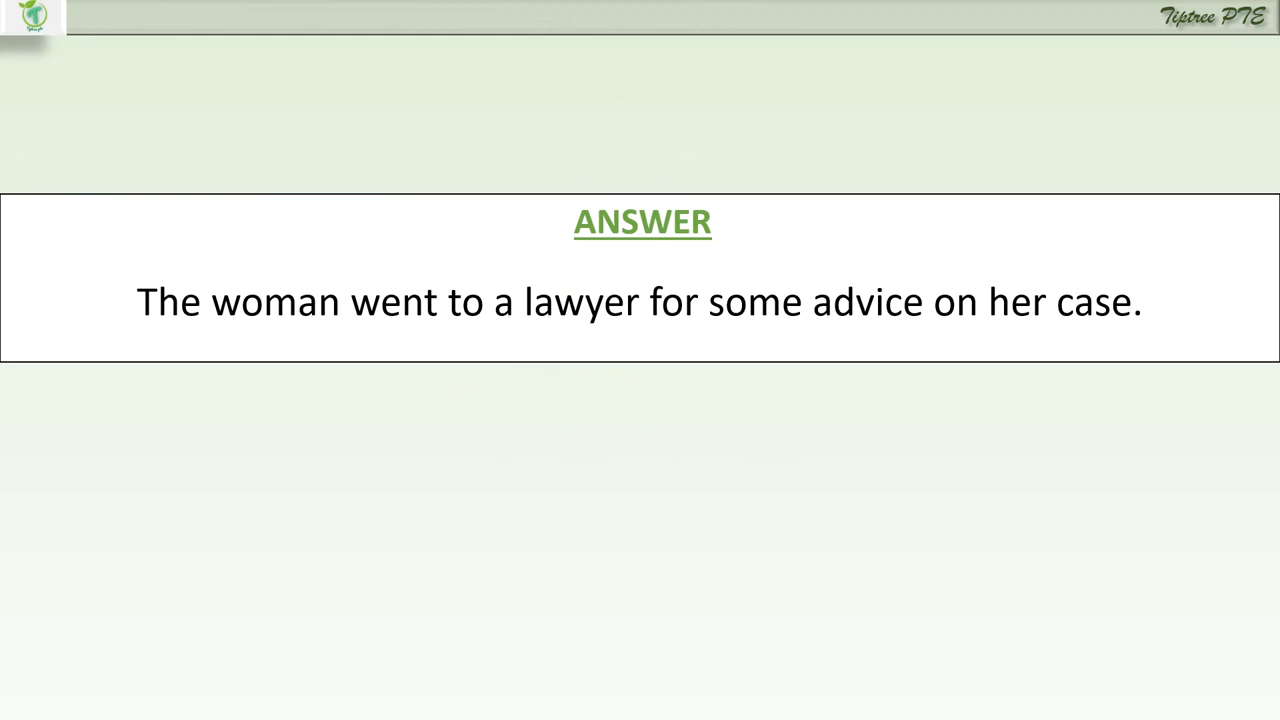 Tiptree PTE
ANSWER
The woman went to a lawyer for some advice on her case.